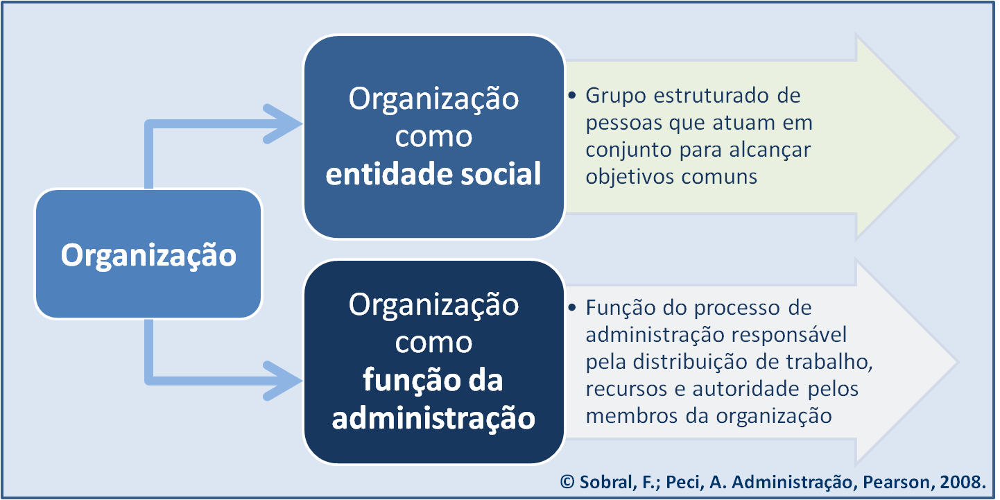 Organização
Organização
como
entidade social
• Grupo estruturado de
pessoas que atuam em
conjunto para alcançar
objetivos comuns
Organização
como
função da
administração
• Função do processo de
administração responsável
pela distribuição de trabalho,
recursos e autoridade pelos
membros da organização
© Sobral, F.; Peci, A. Administração, Pearson, 2008.